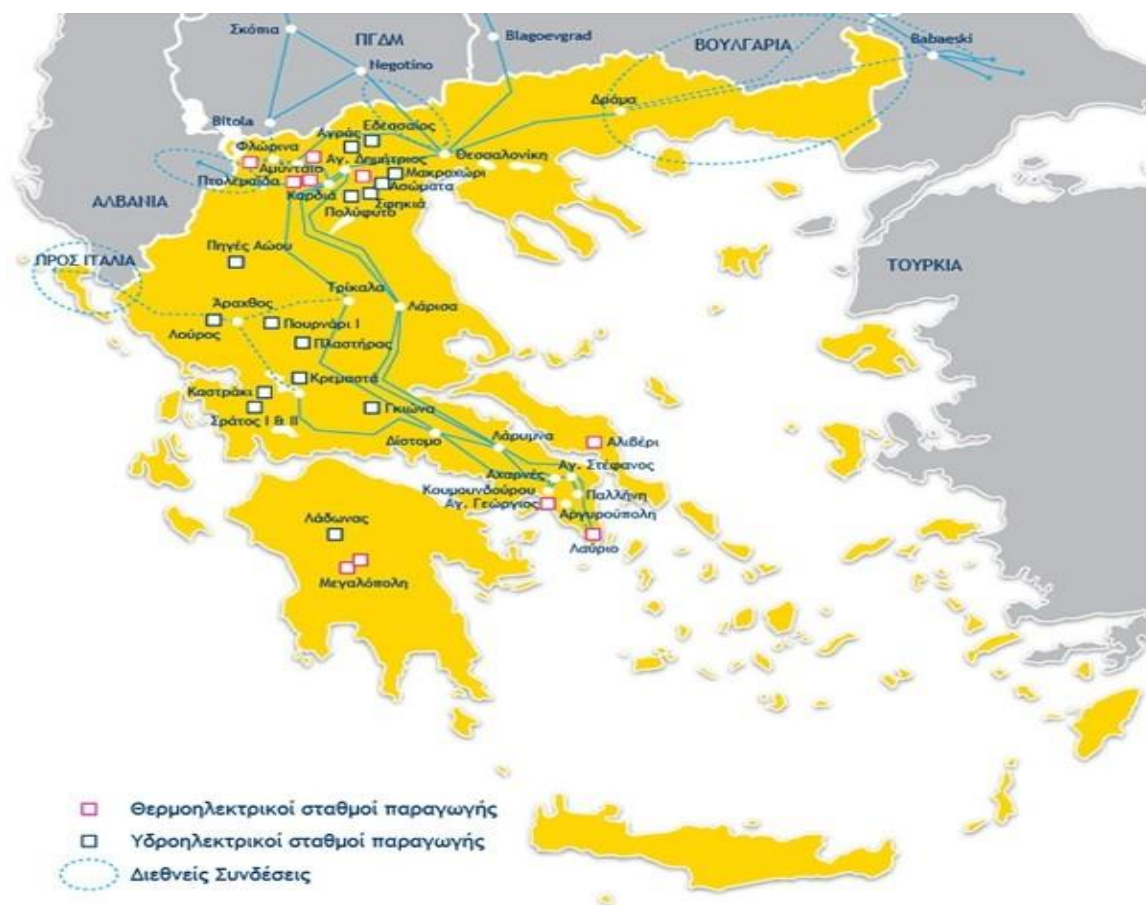 Σκόπια
ΠΓΔΜ
Blagoevgrad
ΒΟΥΛΓΑΡΙΑ
Babaeski
Negotino
Bitola
Δράμα
Αγράς
Εδεσσαίος
Φλώρινα
Θεσσαλονίκη
Αμύνταιο
Αγ. Δημήτριος
Μακροχώρι
Πτολεμαΐδα
Καρδιά
Ασώματα
Σφηκιά
Πολύφυτο
ΑΛΒΑΝΙΑ
Πηγές Αώου
ΠΡΟΣ ΙΤΑΛΙΑ
ΤΟΥΡΚΙΑ
Τρίκαλα
Λάρισα
Άραχθος
Λούρος
Πουρνάρι Ι
Πλαστήρας
Κρεμαστά
Καστράκι
Γκιώνα
Σράτος Ι & ΙΙ
Δίστομο
Λάρυμνα
Αλιβέρι
Αγ. Στέφανος
Αχαρνές
Κουμουνδούρου
Παλλήνη
Αγ. Γεώργιος
Αργυρούπολη
Λαύριο
Λάδωνας
Μεγαλόπολη
Θερμοηλεκτρικοί σταθμοί παραγωγής
Υδροηλεκτρικοί σταθμοί παραγωγής
Διεθνείς Συνδέσεις